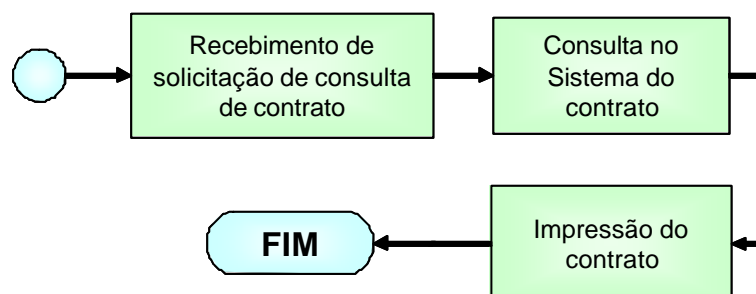 Recebimento de
solicitação de consulta
de contrato
Consulta no
Sistema do
contrato
Impressão do
contrato
FIM